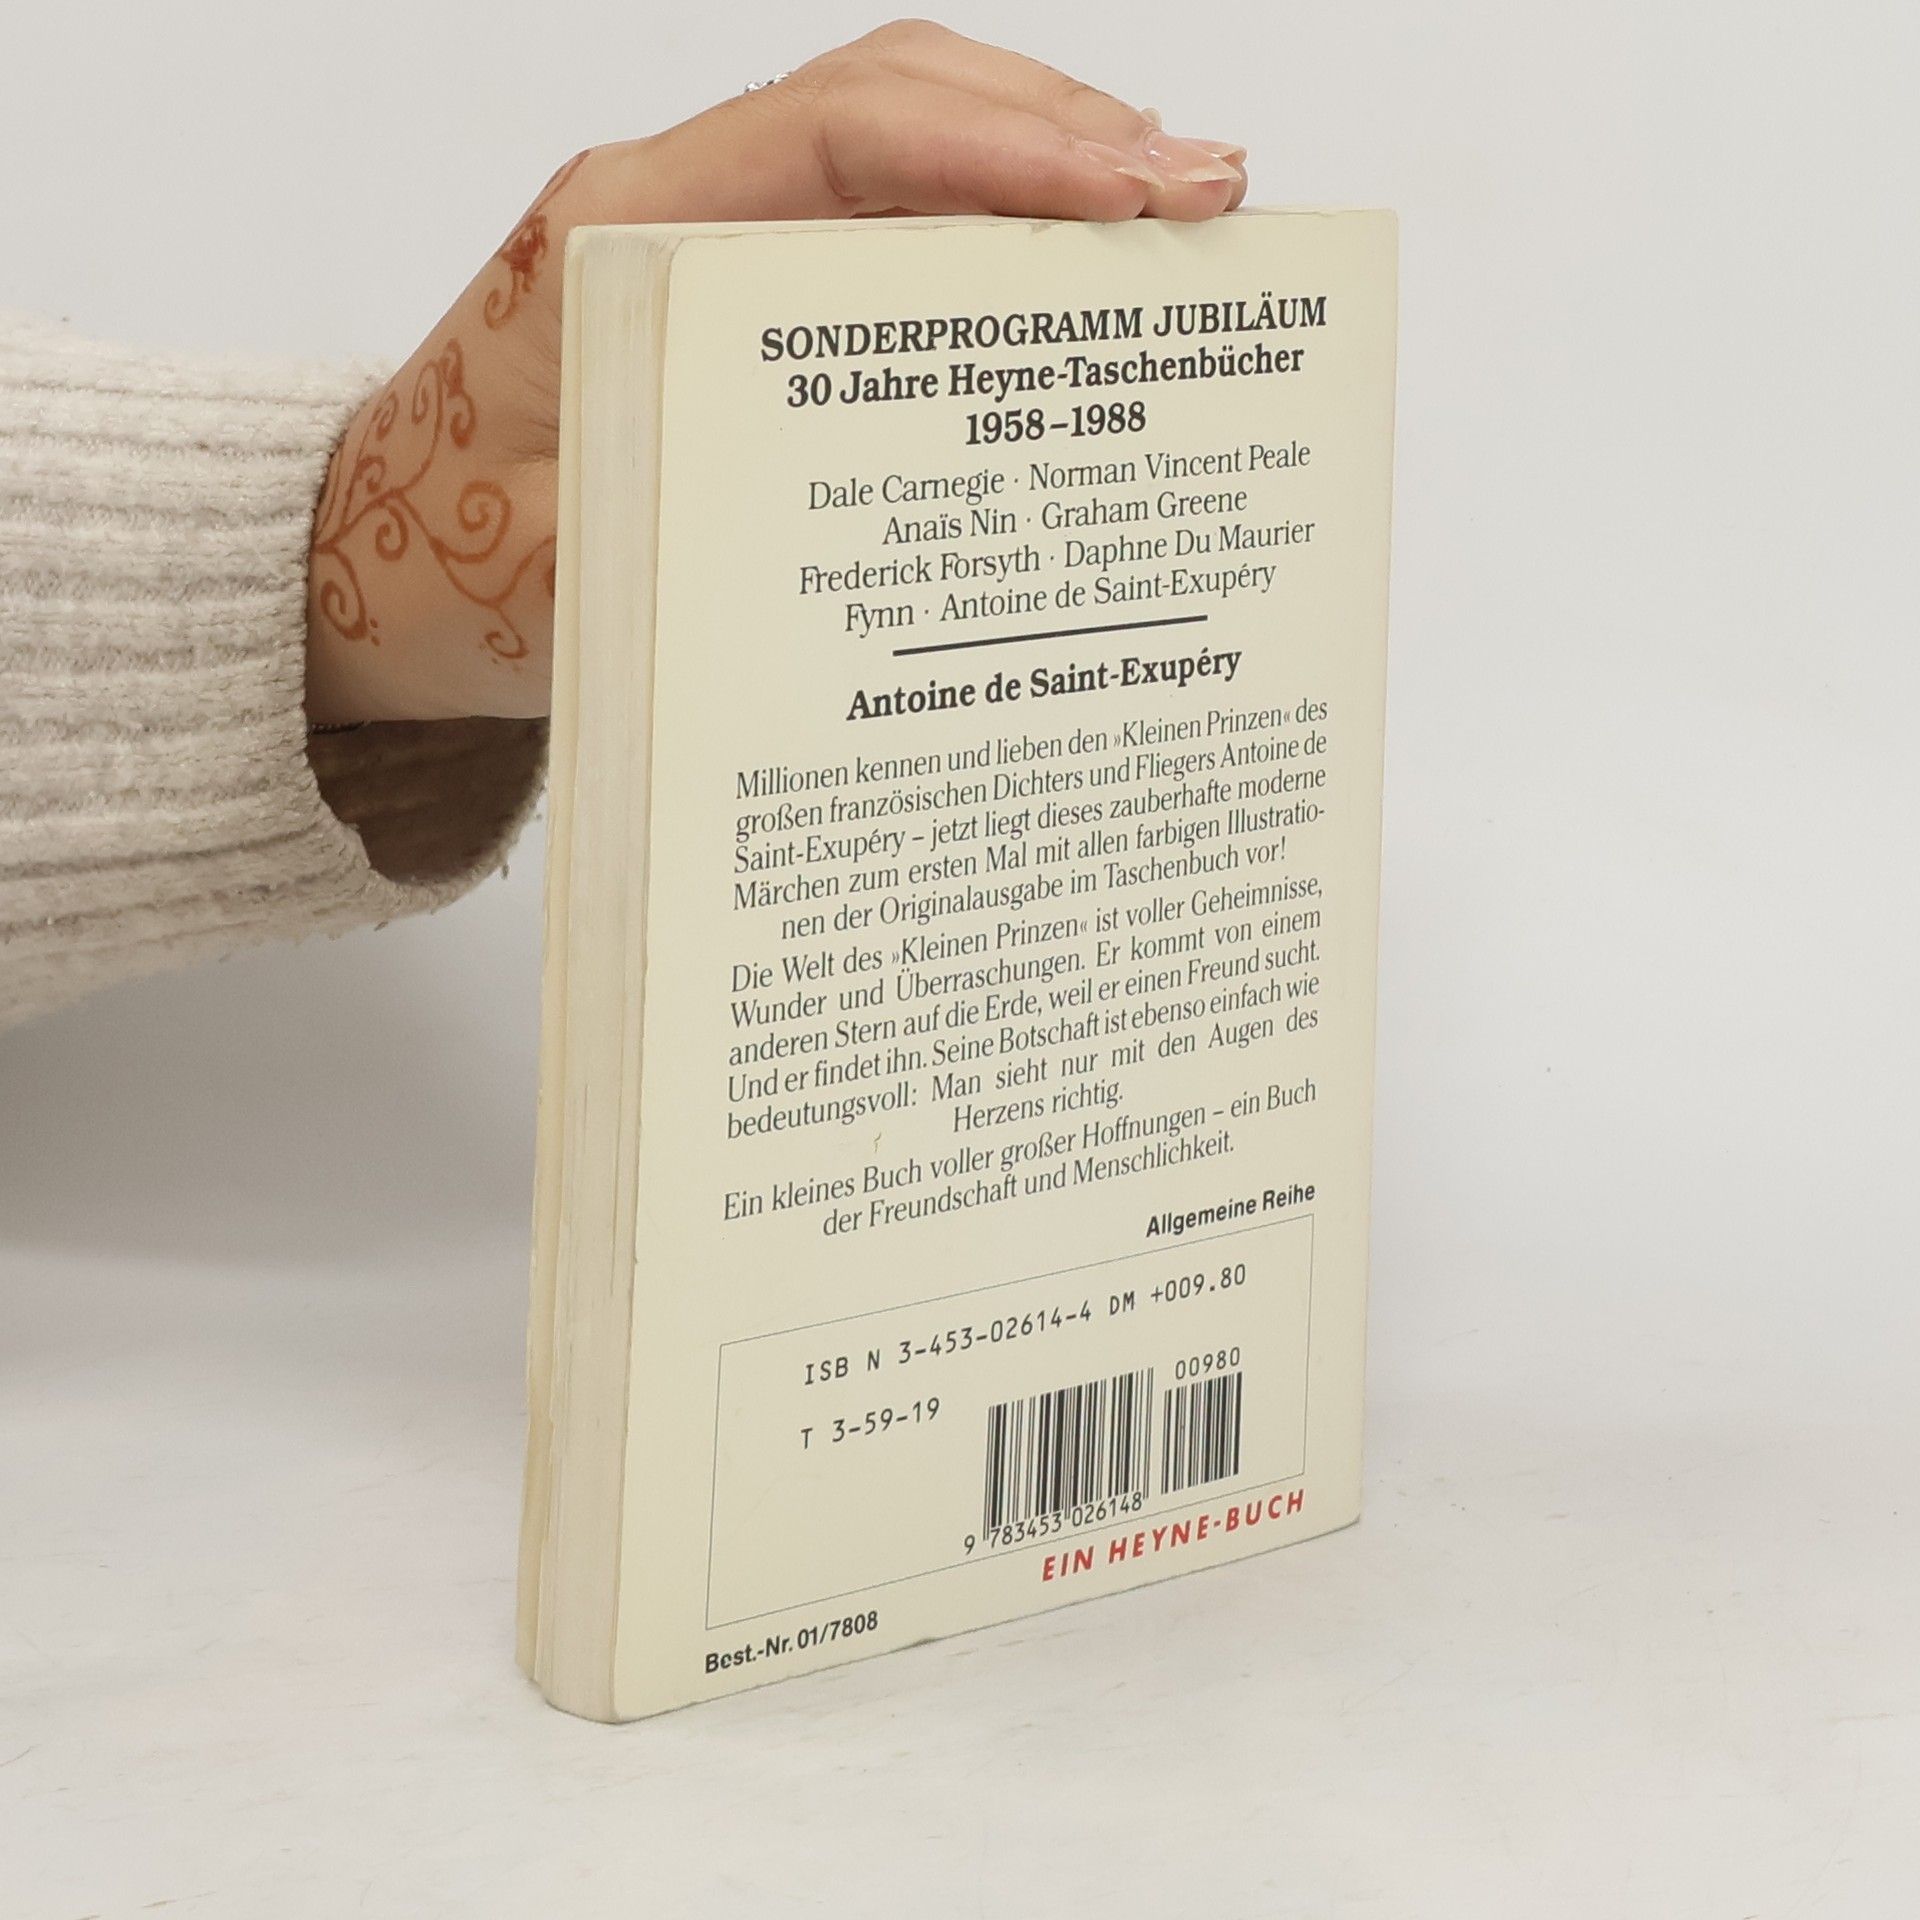 SONDERPROGRAMM JUBILÄUM
30 Jahre Heyne-Taschenbücher
1958–1988
Dale Carnegie · Norman Vincent Peale
Anaïs Nin · Graham Greene
Frederick Forsyth · Daphne Du Maurier
Fynn · Antoine de Saint-Exupéry
Antoine de Saint-Exupéry
Millionen kennen und lieben den »Kleinen Prinzen« des
großen französischen Dichters und Fliegers Antoine de
Saint-Exupéry – jetzt liegt dieses zauberhafte moderne
Märchen zum ersten Mal mit allen farbigen Illustratio-
nen der Originalausgabe im Taschenbuch vor!
Die Welt des »Kleinen Prinzen« ist voller Geheimnisse,
Wunder und Überraschungen. Er kommt von einem
anderen Stern auf die Erde, weil er einen Freund sucht.
Und er findet ihn. Seine Botschaft ist ebenso einfach wie
bedeutungsvoll: Man sieht nur mit den Augen des
Herzens richtig.
Ein kleines Buch voller großer Hoffnungen – ein Buch
der Freundschaft und Menschlichkeit.
Allgemeine Reihe
ISB N 3-453-02614-4 DM +009.80
00980
T 3-59-19
9 783453 026148
EIN HEYNE-BUCH
Best.-Nr. 01/7808